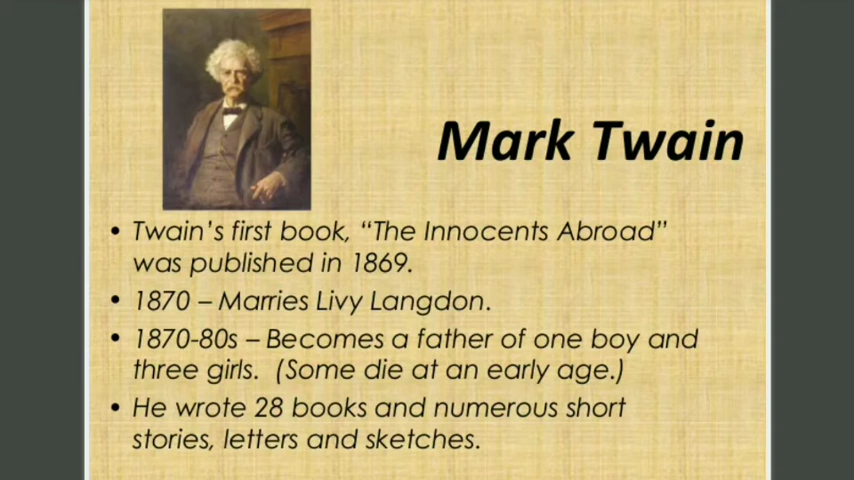 Mark Twain
• Twain's first book, “The Innocents Abroad”
was published in 1869.
• 1870 – Marries Livy Langdon.
• 1870-80s – Becomes a father of one boy and
three girls.  (Some die at an early age.)
• He wrote 28 books and numerous short
stories, letters and sketches.